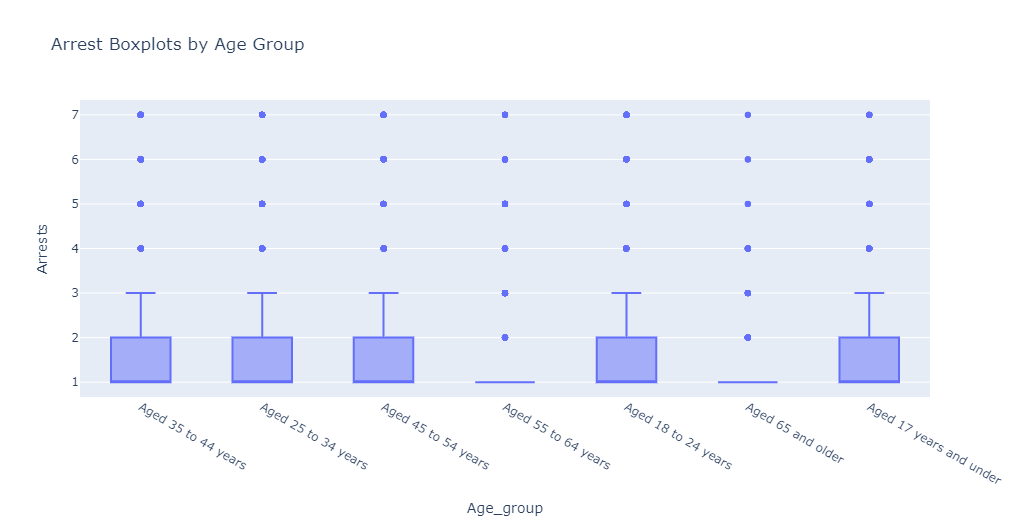 Arrest Boxplots by Age Group
7
6
5
4
3
2
1
Arrests
Aged 35 to 44 years
Aged 25 to 34 years
Aged 45 to 54 years
Aged 55 to 64 years
Aged 18 to 24 years
Aged 65 and older
Aged 17 years and under
Age_group